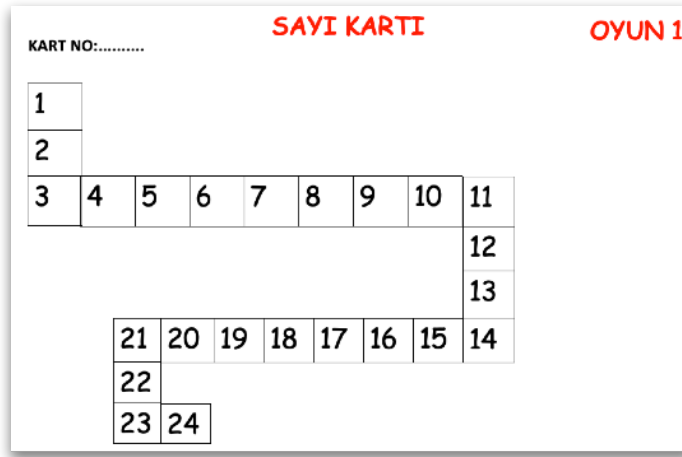 SAYI KARTI
OYUN 1
KART NO:..........
1
2
3 4 5 6 7 8 9 10 11
12
13
21 20 19 18 17 16 15 14
22
23 24